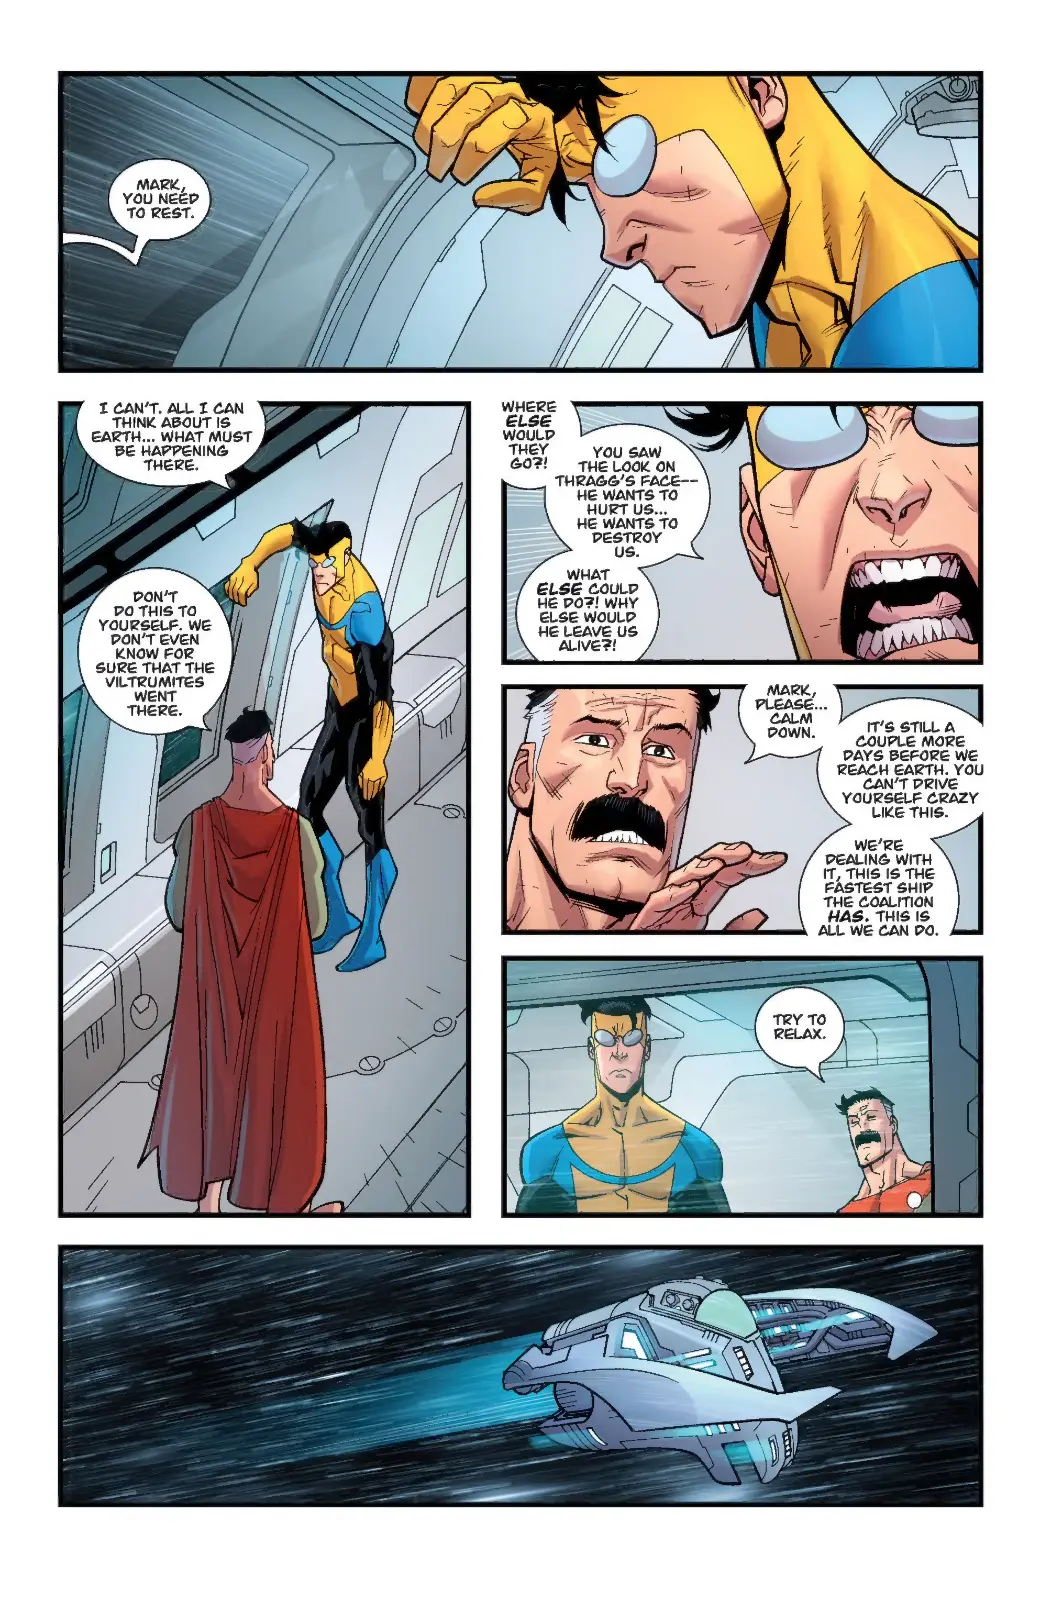 MARK,
YOU NEED
TO REST.
I CAN'T. ALL I CAN
THINK ABOUT IS
EARTH... WHAT MUST
BE HAPPENING
THERE.
DON'T
DO THIS TO
YOURSELF. WE
DON'T EVEN
KNOW FOR
SURE THAT THE
VILTRUMITES
WENT
THERE.
WHERE
ELSE
WOULD
THEY
GO?!
YOU SAW
THE LOOK ON
THRAGG'S FACE--
HE WANTS TO
HURT US...
HE WANTS TO
DESTROY
US.
WHAT
ELSE COULD
HE DO?! WHY
ELSE WOULD
HE LEAVE US
ALIVE?!
MARK,
PLEASE...
CALM
DOWN.
IT'S STILL A
COUPLE MORE
DAYS BEFORE WE
REACH EARTH. YOU
CAN'T DRIVE
YOURSELF CRAZY
LIKE THIS.
WE'RE
DEALING WITH
IT, THIS IS THE
FASTEST SHIP
THE COALITION
HAS. THIS IS
ALL WE CAN DO.
TRY TO
RELAX.